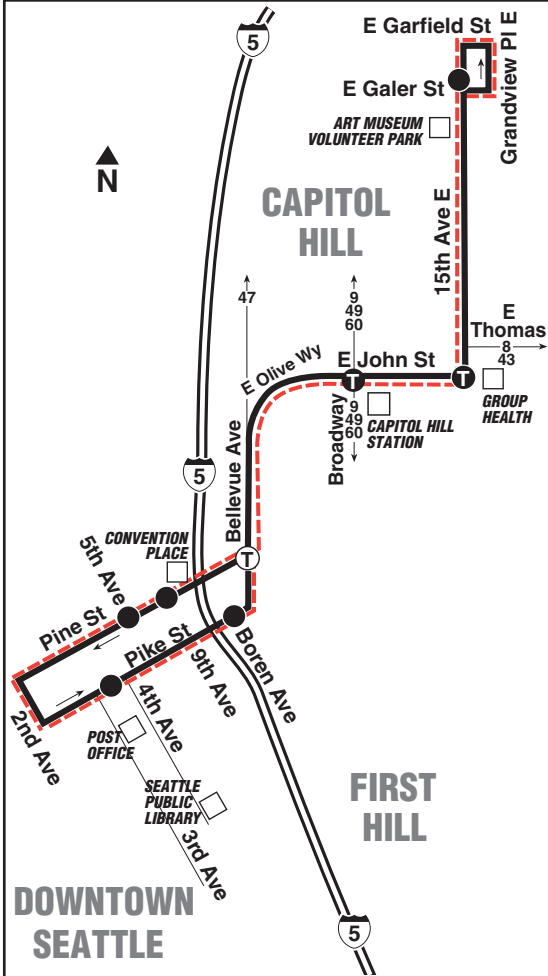 5
E Garfield St
Grandview Pl E
E Galer St
ART MUSEUM
VOLUNTEER PARK
N
CAPITOL
HILL
15th Ave E
47
9
49
60
E
Thomas
8
43
E Olive Wy
E John St
T
T
GROUP
HEALTH
Broadway
9
49
60
CAPITOL HILL
STATION
Bellevue Ave
5
CONVENTION
PLACE
T
5th Ave
Pine St
Pike St
Boren Ave
9th Ave
4th Ave
2nd Ave
POST
OFFICE
SEATTLE
PUBLIC
LIBRARY
3rd Ave
FIRST
HILL
DOWNTOWN
SEATTLE
5